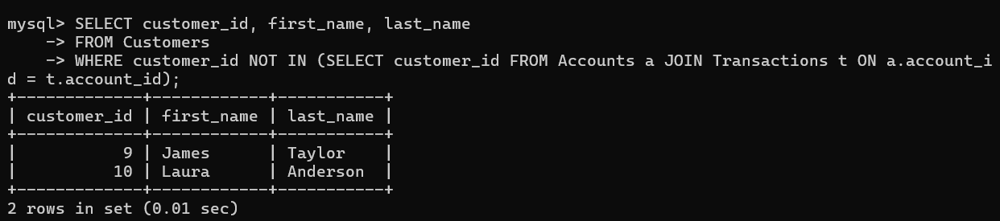 mysql> SELECT customer_id, first_name, last_name
    -> FROM Customers
    -> WHERE customer_id NOT IN (SELECT customer_id FROM Accounts a JOIN Transactions t ON a.account_i
d = t.account_id);
+-------------+------------+-----------+
| customer_id | first_name | last_name |
+-------------+------------+-----------+
|           9 | James      | Taylor    |
|          10 | Laura      | Anderson  |
+-------------+------------+-----------+
2 rows in set (0.01 sec)